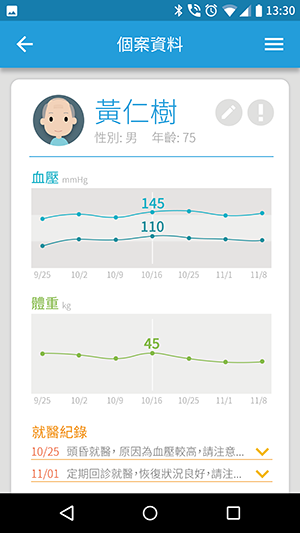 13:30
個案資料
黃仁樹
性別: 男 年齡: 75
血壓 mmHg
145
110
9/25 10/2 10/9 10/16 10/25 11/1 11/8
體重 kg
45
9/25 10/2 10/9 10/16 10/25 11/1 11/8
就醫紀錄
10/25 頭昏就醫，原因為血壓較高，請注意...
11/01 定期回診就醫，恢復狀況良好，請注...